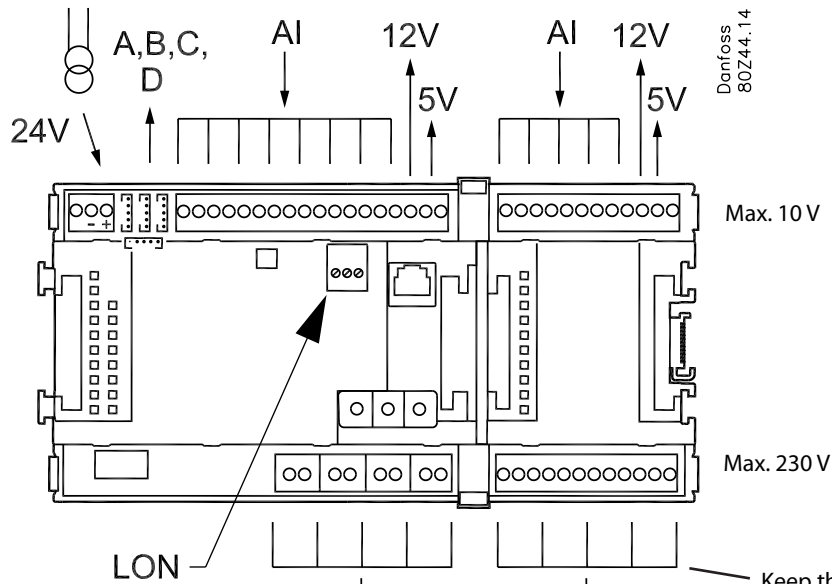 A,B,C,
D
AI
12V
5V
AI
12V
5V
Danfoss
80Z44.14
24V
- +
Max. 10 V
Max. 230 V
LON
Keep th